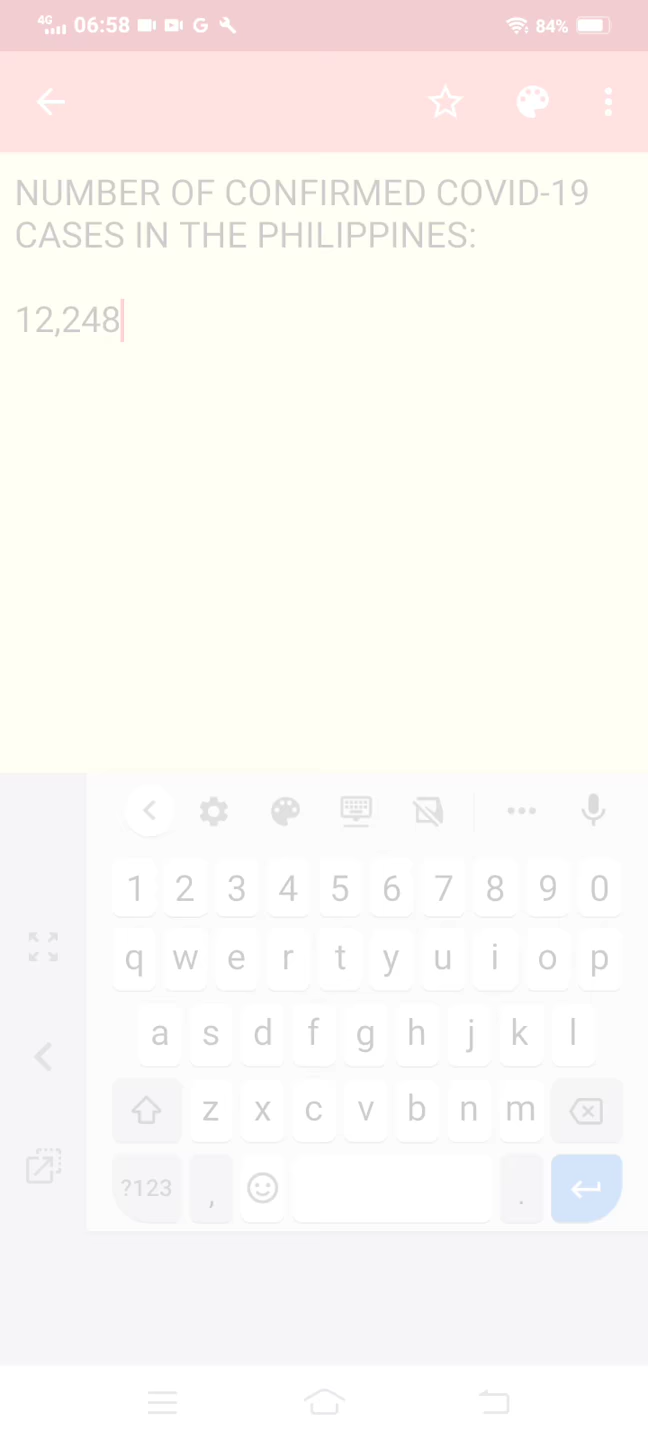 4G 06:58 G 84%
NUMBER OF CONFIRMED COVID-19
CASES IN THE PHILIPPINES:
12,248
1 2 3 4 5 6 7 8 9 0
q w e r t y u i o p
a s d f g h j k l
z x c v b n m
?123 , .